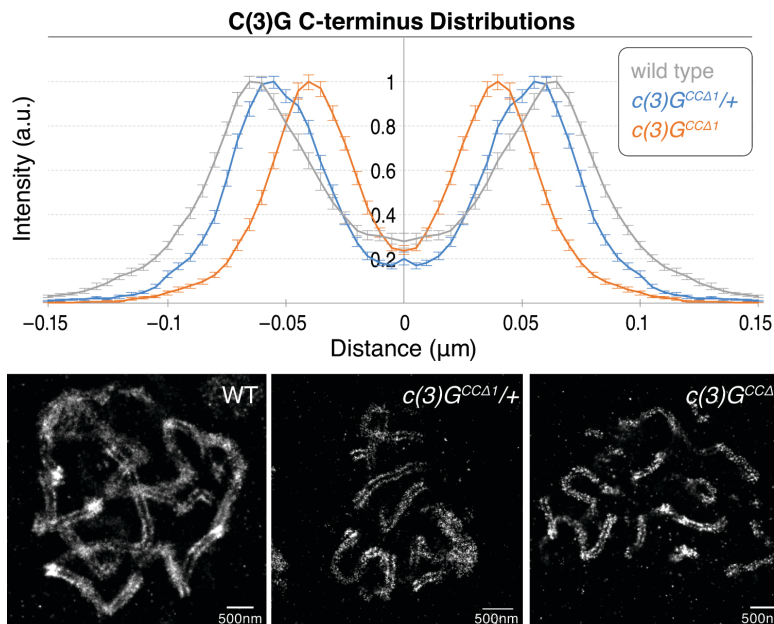 C(3)G C-terminus Distributions
wild type
c(3)G^CCΔ1/+
c(3)G^CCΔ1
Intensity (a.u.)
1
0.8
0.6
0.4
0.2
−0.15 −0.1 −0.05 0 0.05 0.1 0.15
Distance (μm)
WT c(3)G^CCΔ1/+ c(3)G^CCΔ
500nm 500nm 500nm